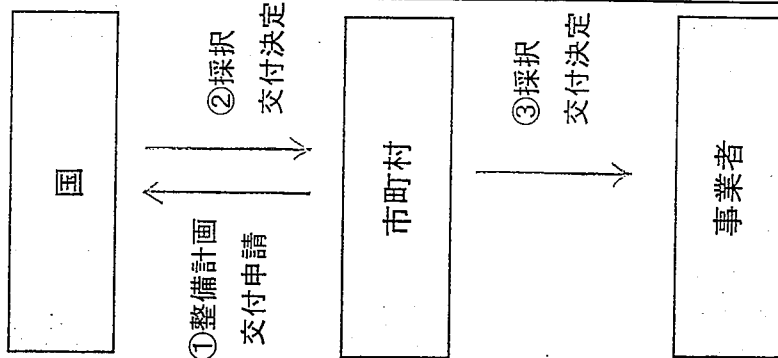 国
①整備計画
交付申請
②採択
交付決定
市町村
③採択
交付決定
事業者